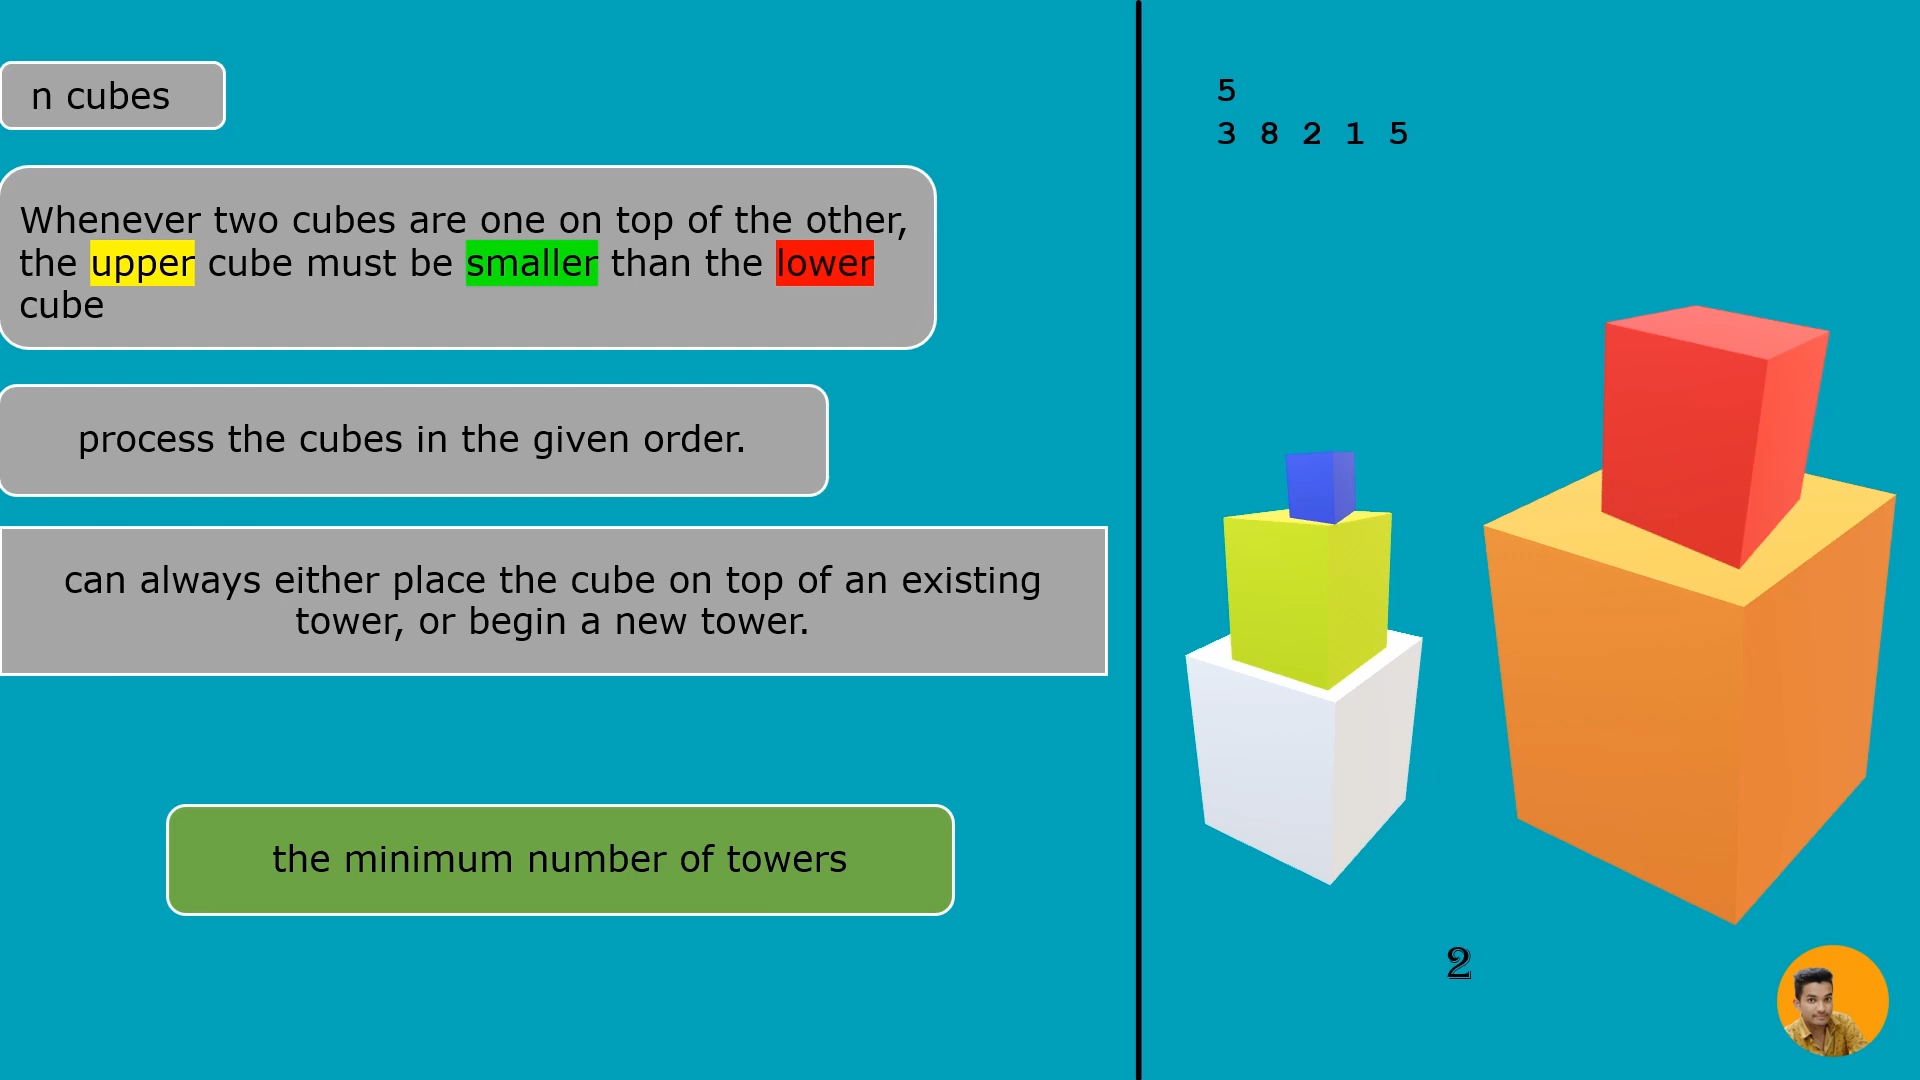 n cubes
Whenever two cubes are one on top of the other,
the upper cube must be smaller than the lower
cube
process the cubes in the given order.
can always either place the cube on top of an existing
tower, or begin a new tower.
the minimum number of towers
5
3 8 2 1 5
2